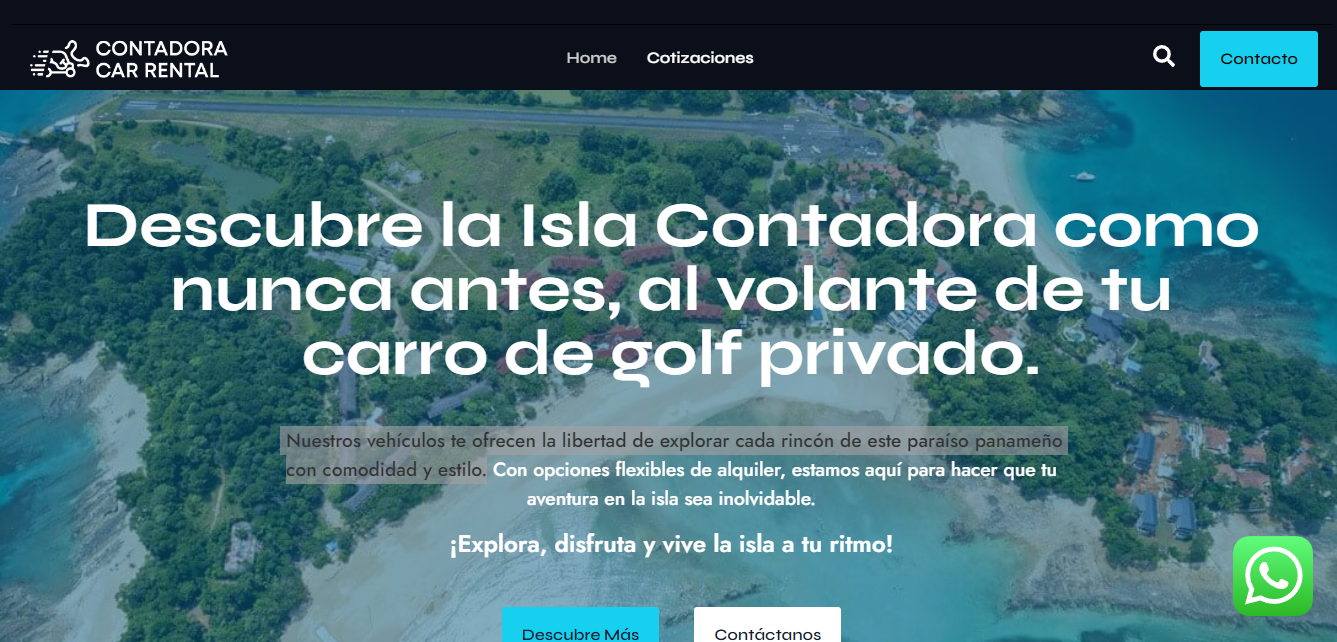 CONTADORA
CAR RENTAL
Home
Cotizaciones
Contacto
Descubre la Isla Contadora como
nunca antes, al volante de tu
carro de golf privado.
Nuestros vehículos te ofrecen la libertad de explorar cada rincón de este paraíso panameño
con comodidad y estilo. Con opciones flexibles de alquiler, estamos aquí para hacer que tu
aventura en la isla sea inolvidable.
¡Explora, disfruta y vive la isla a tu ritmo!
Descubre Más
Contáctanos